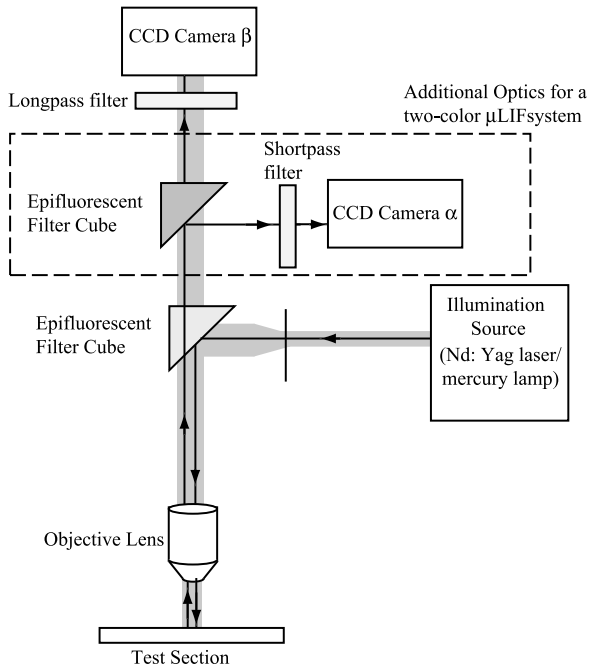 CCD Camera β
Longpass filter
Additional Optics for a
two-color μLIFsystem
Shortpass
filter
Epifluorescent
Filter Cube
CCD Camera α
Epifluorescent
Filter Cube
Illumination
Source
(Nd: Yag laser/
mercury lamp)
Objective Lens
Test Section